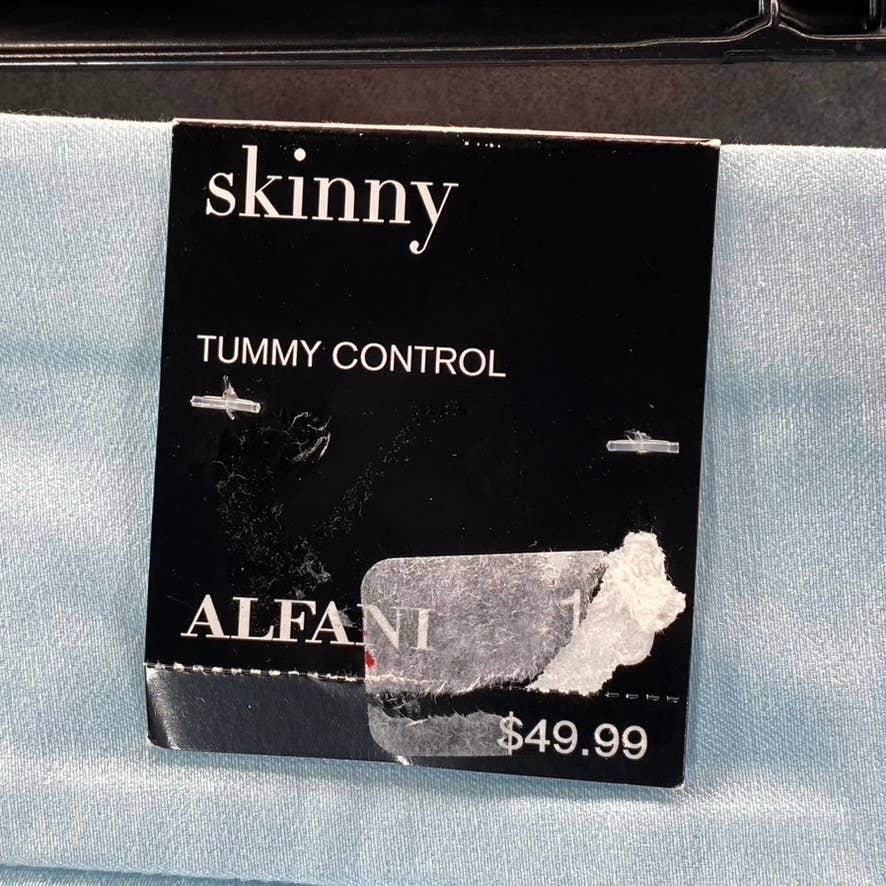 skinny
TUMMY CONTROL
ALFANI
$49.99